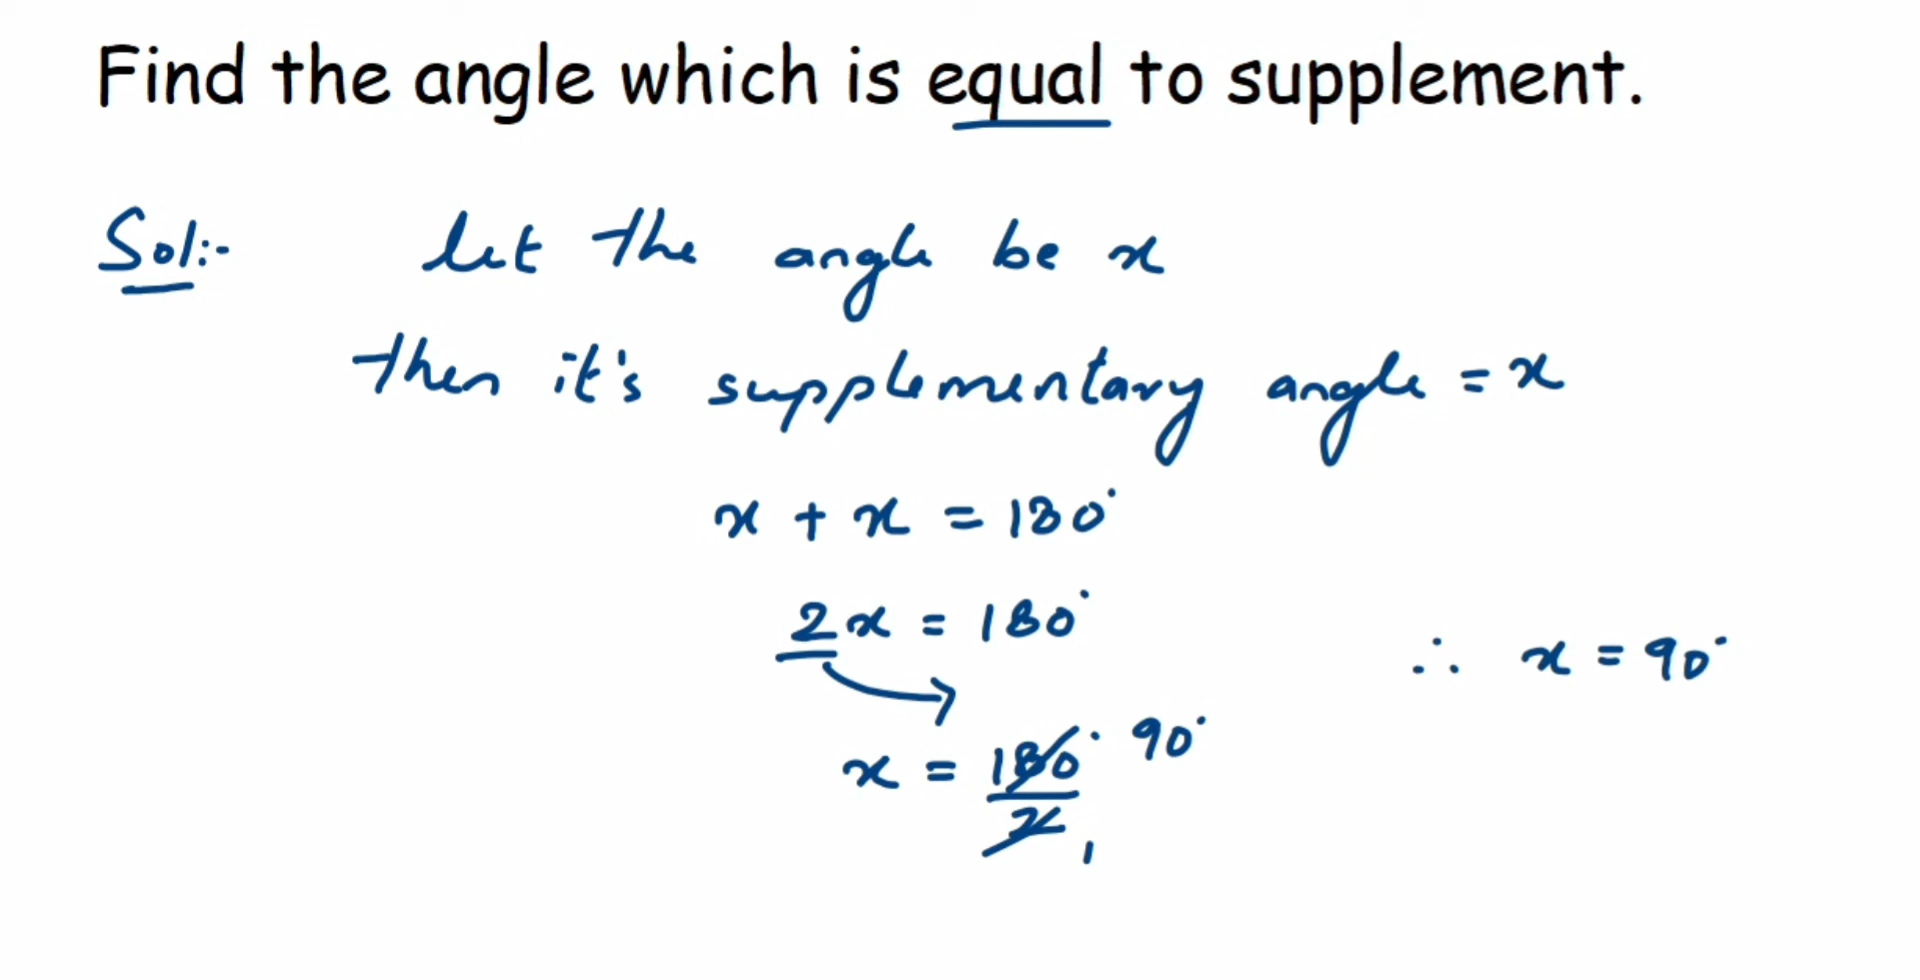 Find the angle which is equal to supplement.
Sol:- let the angle be x
then it's supplementary angle = x
x + x = 180°
2x = 180°
∴ x = 90°
x = 180°/2 90°
1